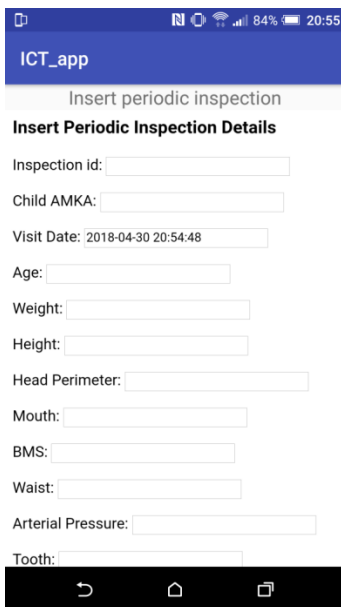 84% 20:55
ICT_app
Insert periodic inspection
Insert Periodic Inspection Details
Inspection id:
Child AMKA:
Visit Date: 2018-04-30 20:54:48
Age:
Weight:
Height:
Head Perimeter:
Mouth:
BMS:
Waist:
Arterial Pressure:
Tooth: